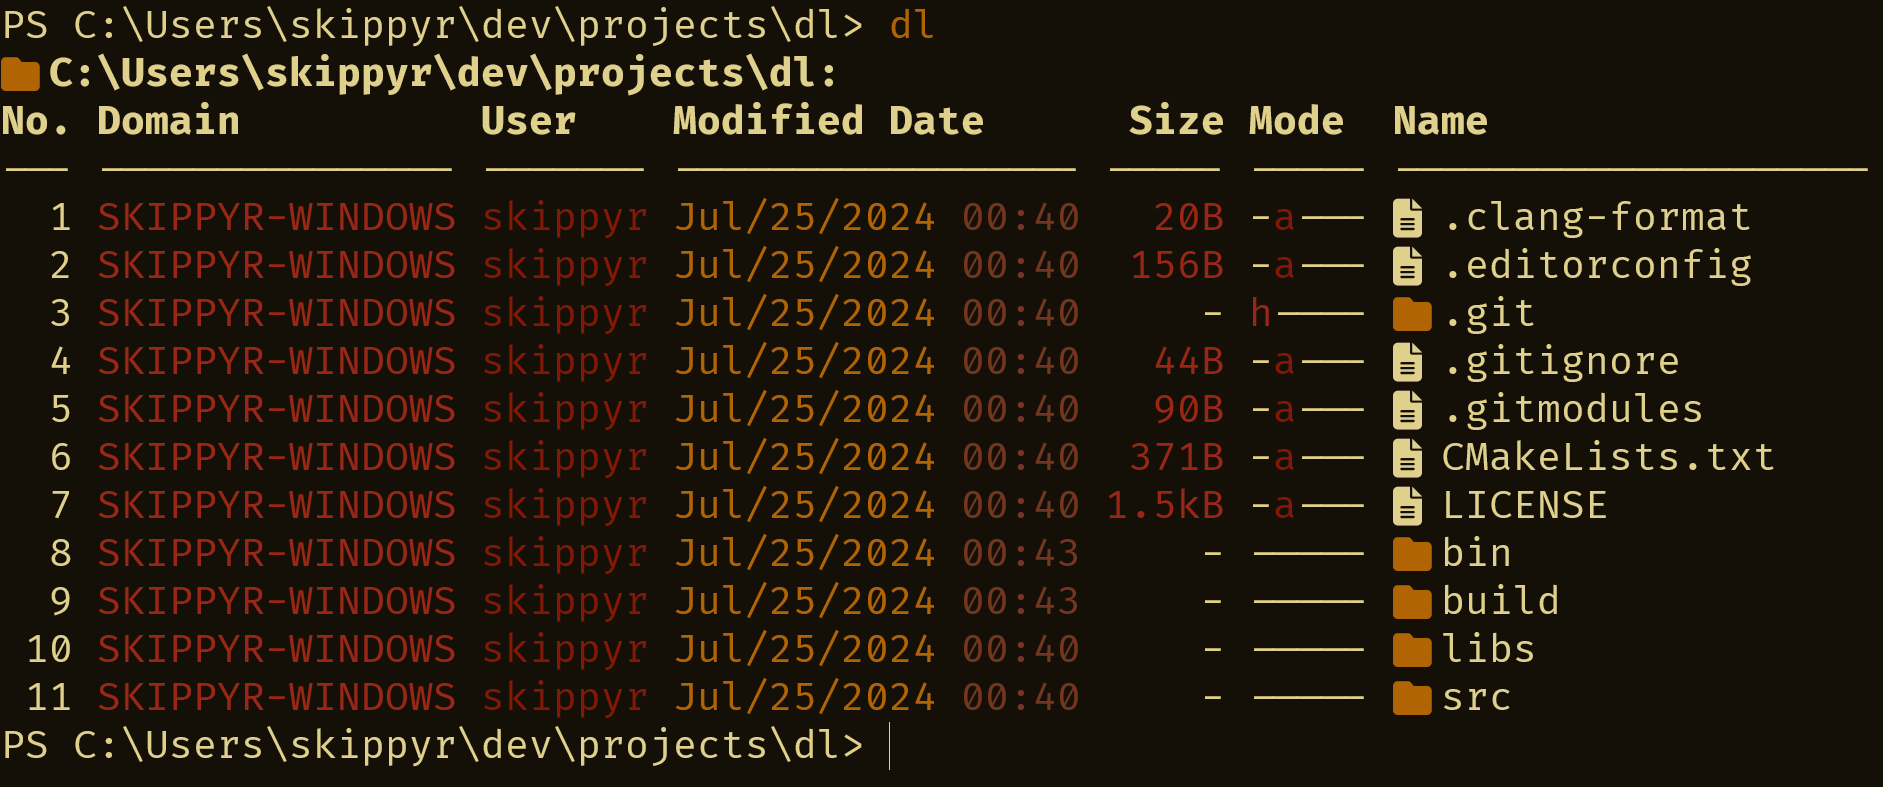 PS C:\Users\skippyr\dev\projects\dl> dl
C:\Users\skippyr\dev\projects\dl:
No. Domain User Modified Date Size Mode Name
1 SKIPPYR-WINDOWS skippyr Jul/25/2024 00:40 20B -a--- .clang-format
2 SKIPPYR-WINDOWS skippyr Jul/25/2024 00:40 156B -a--- .editorconfig
3 SKIPPYR-WINDOWS skippyr Jul/25/2024 00:40 - h---- .git
4 SKIPPYR-WINDOWS skippyr Jul/25/2024 00:40 44B -a--- .gitignore
5 SKIPPYR-WINDOWS skippyr Jul/25/2024 00:40 90B -a--- .gitmodules
6 SKIPPYR-WINDOWS skippyr Jul/25/2024 00:40 371B -a--- CMakeLists.txt
7 SKIPPYR-WINDOWS skippyr Jul/25/2024 00:40 1.5kB -a--- LICENSE
8 SKIPPYR-WINDOWS skippyr Jul/25/2024 00:43 - ----- bin
9 SKIPPYR-WINDOWS skippyr Jul/25/2024 00:43 - ----- build
10 SKIPPYR-WINDOWS skippyr Jul/25/2024 00:40 - ----- libs
11 SKIPPYR-WINDOWS skippyr Jul/25/2024 00:40 - ----- src
PS C:\Users\skippyr\dev\projects\dl>